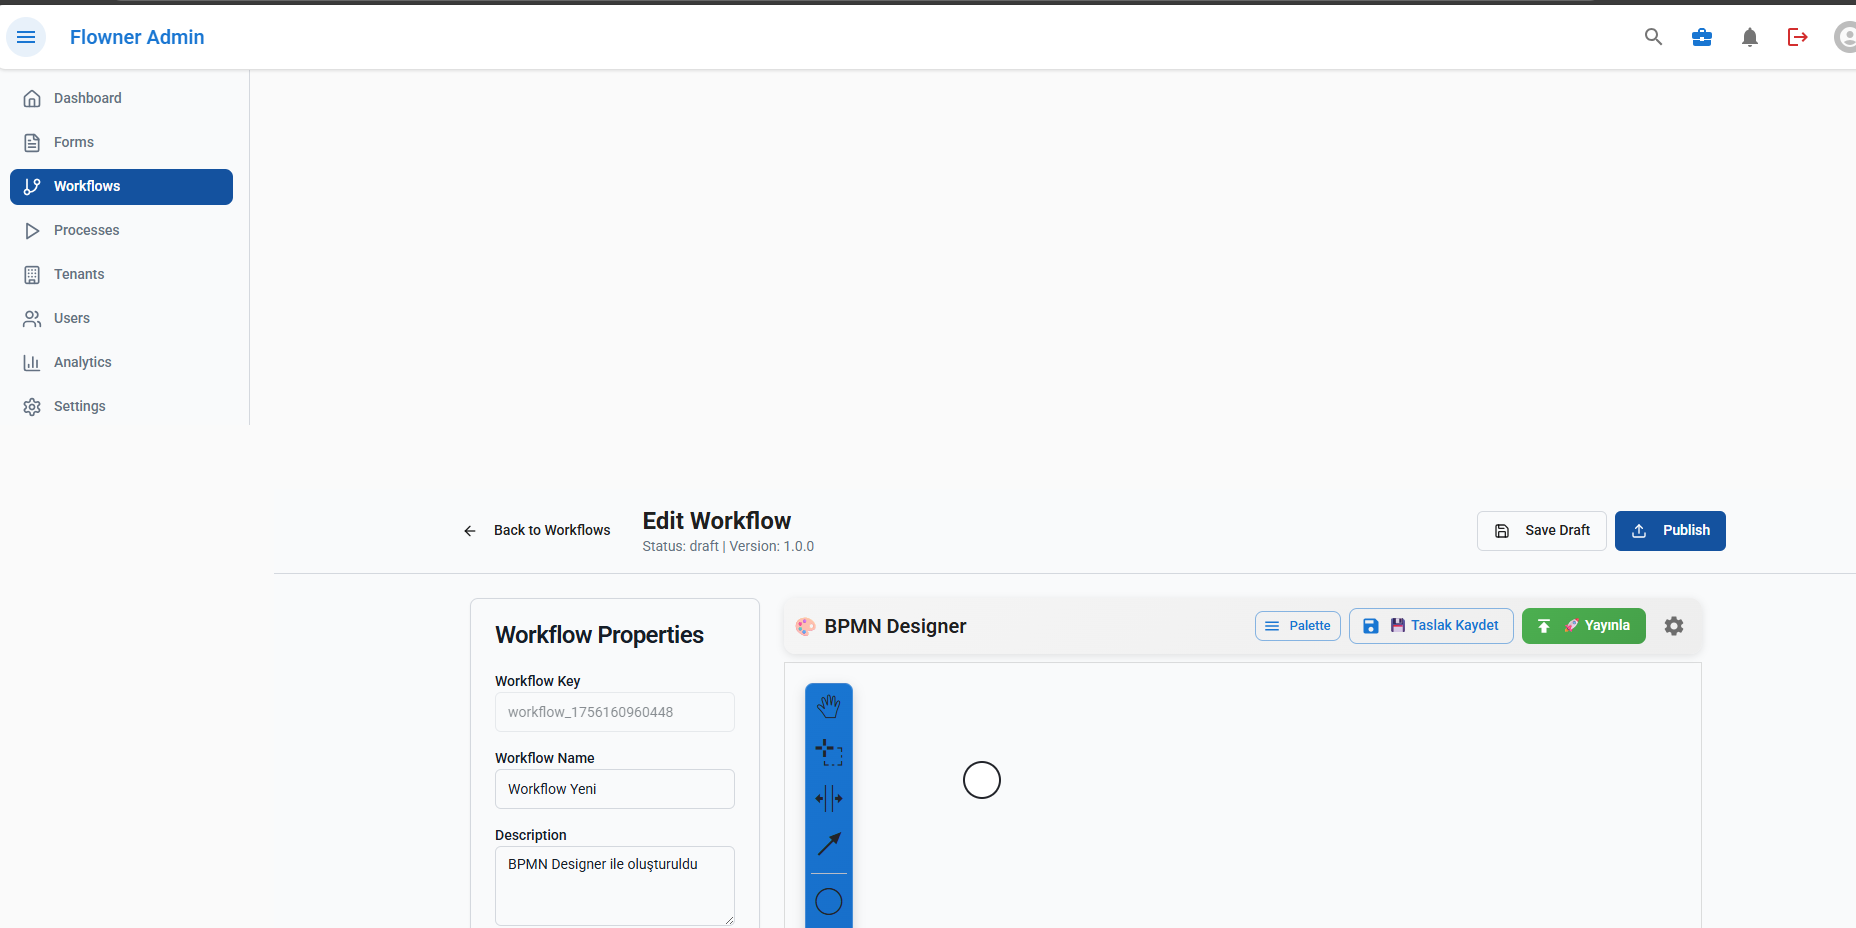 Flowner Admin
Dashboard
Forms
Workflows
Processes
Tenants
Users
Analytics
Settings
Back to Workflows
Edit Workflow
Status: draft | Version: 1.0.0
Save Draft
Publish
Workflow Properties
Workflow Key
workflow_1756160960448
Workflow Name
Workflow Yeni
Description
BPMN Designer ile oluşturuldu
BPMN Designer
Palette
Taslak Kaydet
Yayınla